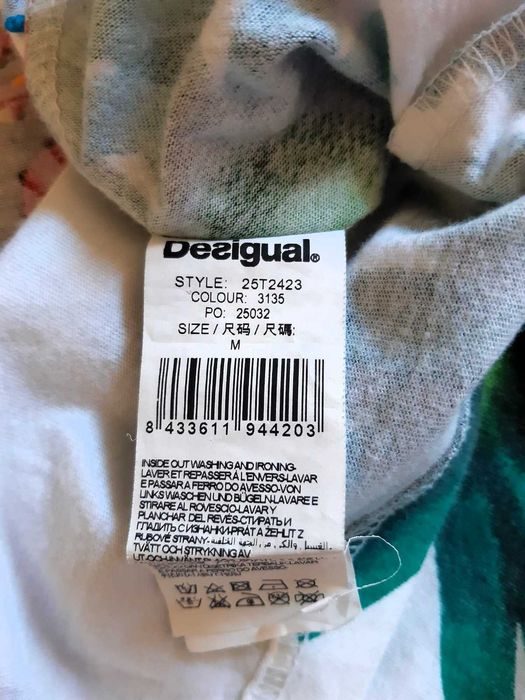 Desigual®
STYLE: 25T2423
COLOUR: 3135
PO: 25032
SIZE / 尺码 / 尺碼:
M
8 433611 944203
INSIDE OUT WASHING AND IRONING-
LAVER ET REPASSER À L'ENVERS-LAVAR
E PASSAR A FERRO DO AVESSO-VON
LINKS WASCHEN UND BÜGELN-LAVARE E
STIRARE AL ROVESCIO-LAVAR Y
PLANCHAR DEL REVÉS-СТИРАТЬ И
ГЛАДИТЬ С ИЗНАНКИ-PRÁT A ŽEHLIT Z
RUBOVÉ STRANY-
TVÄTT OCH STRYKNING AV